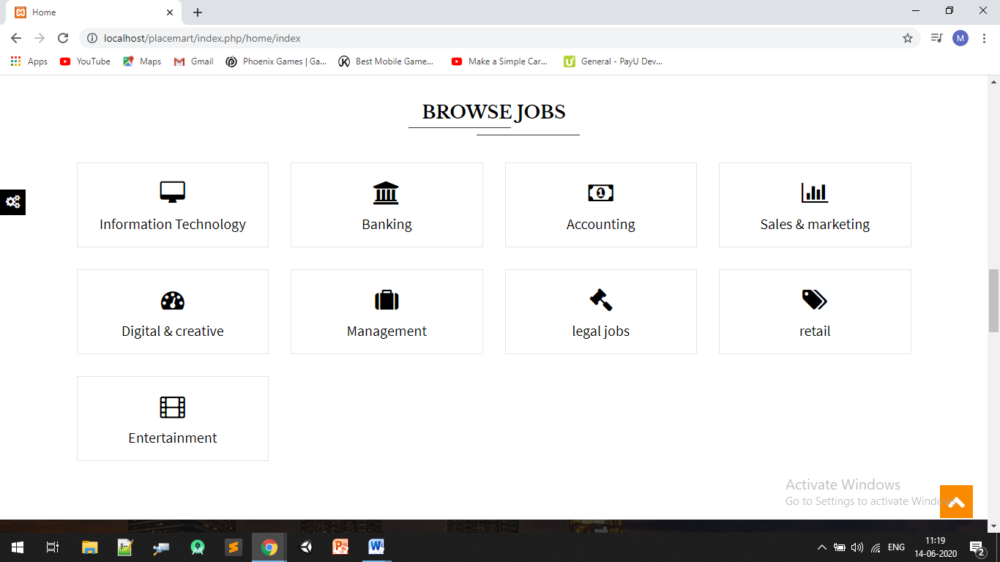 Home
localhost/placemart/index.php/home/index
M
Apps
YouTube
Maps
Gmail
Phoenix Games | Ga...
Best Mobile Game...
Make a Simple Car...
General - PayU Dev...
BROWSE JOBS
Information Technology
Banking
Accounting
Sales & marketing
Digital & creative
Management
legal jobs
retail
Entertainment
Activate Windows
Go to Settings to activate Windows.
ENG
11:19
14-06-2020
2